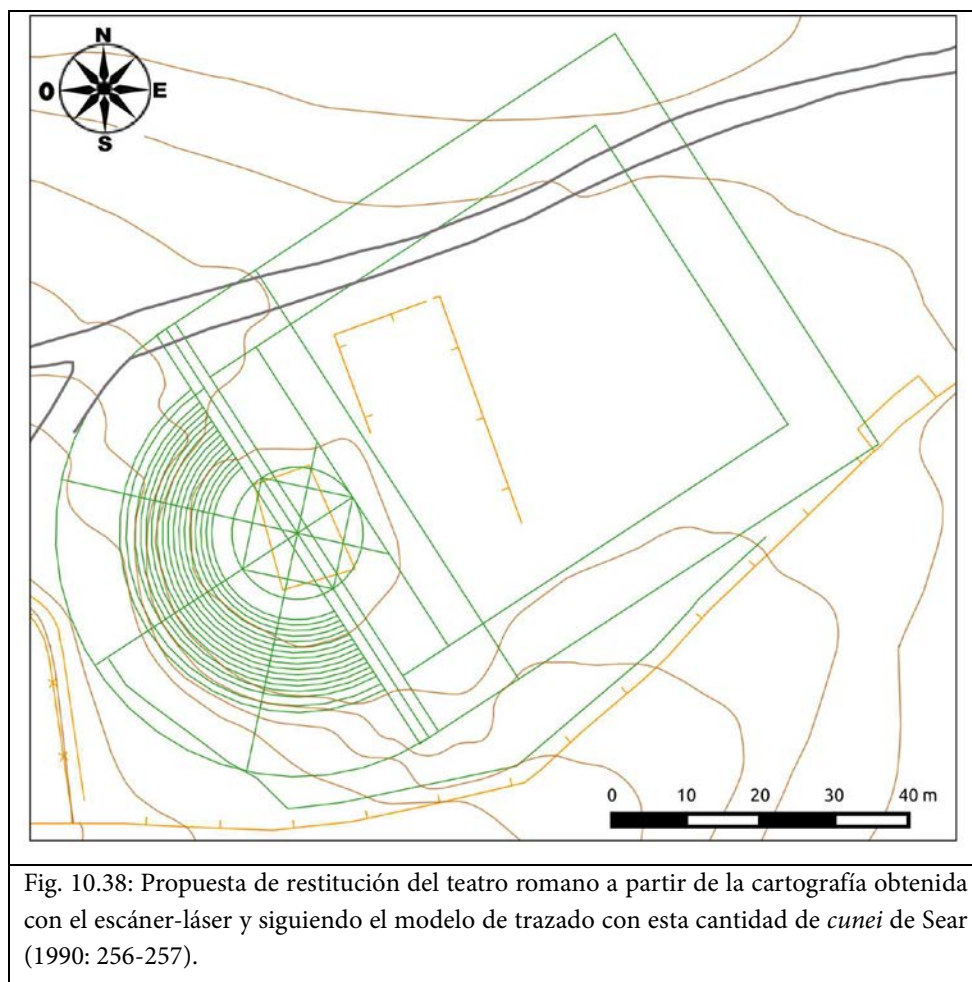 N
O E
S
0 10 20 30 40 m
Fig. 10.38: Propuesta de restitución del teatro romano a partir de la cartografía obtenida
con el escáner-láser y siguiendo el modelo de trazado con esta cantidad de cunei de Sear
(1990: 256-257).